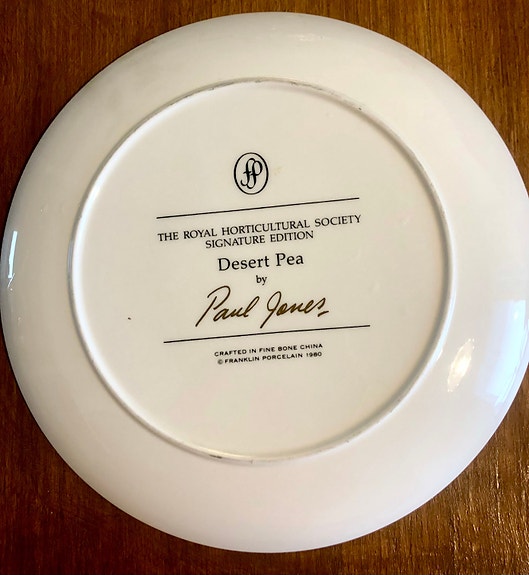 fp
THE ROYAL HORTICULTURAL SOCIETY
SIGNATURE EDITION
Desert Pea
by
Paul Jones
CRAFTED IN FINE BONE CHINA
© FRANKLIN PORCELAIN 1980